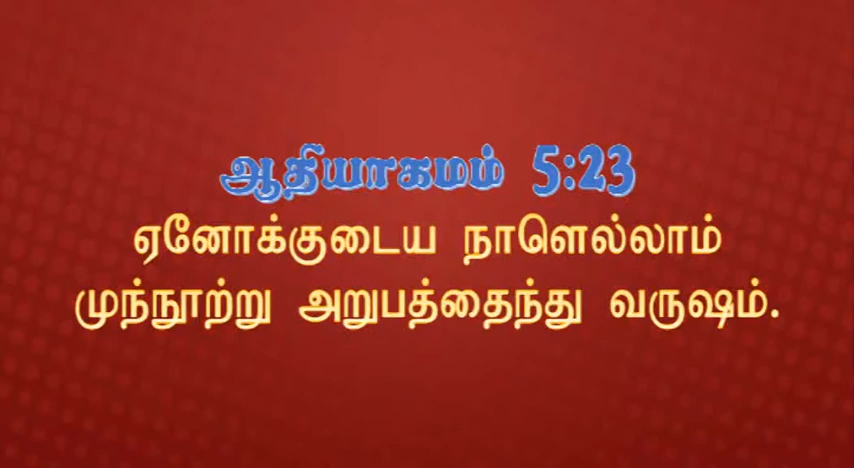 ஆதியாகமம் 5:23
ஏனோக்குடைய நாளெல்லாம்
முந்நூற்று அறுபத்தைந்து வருஷம்.